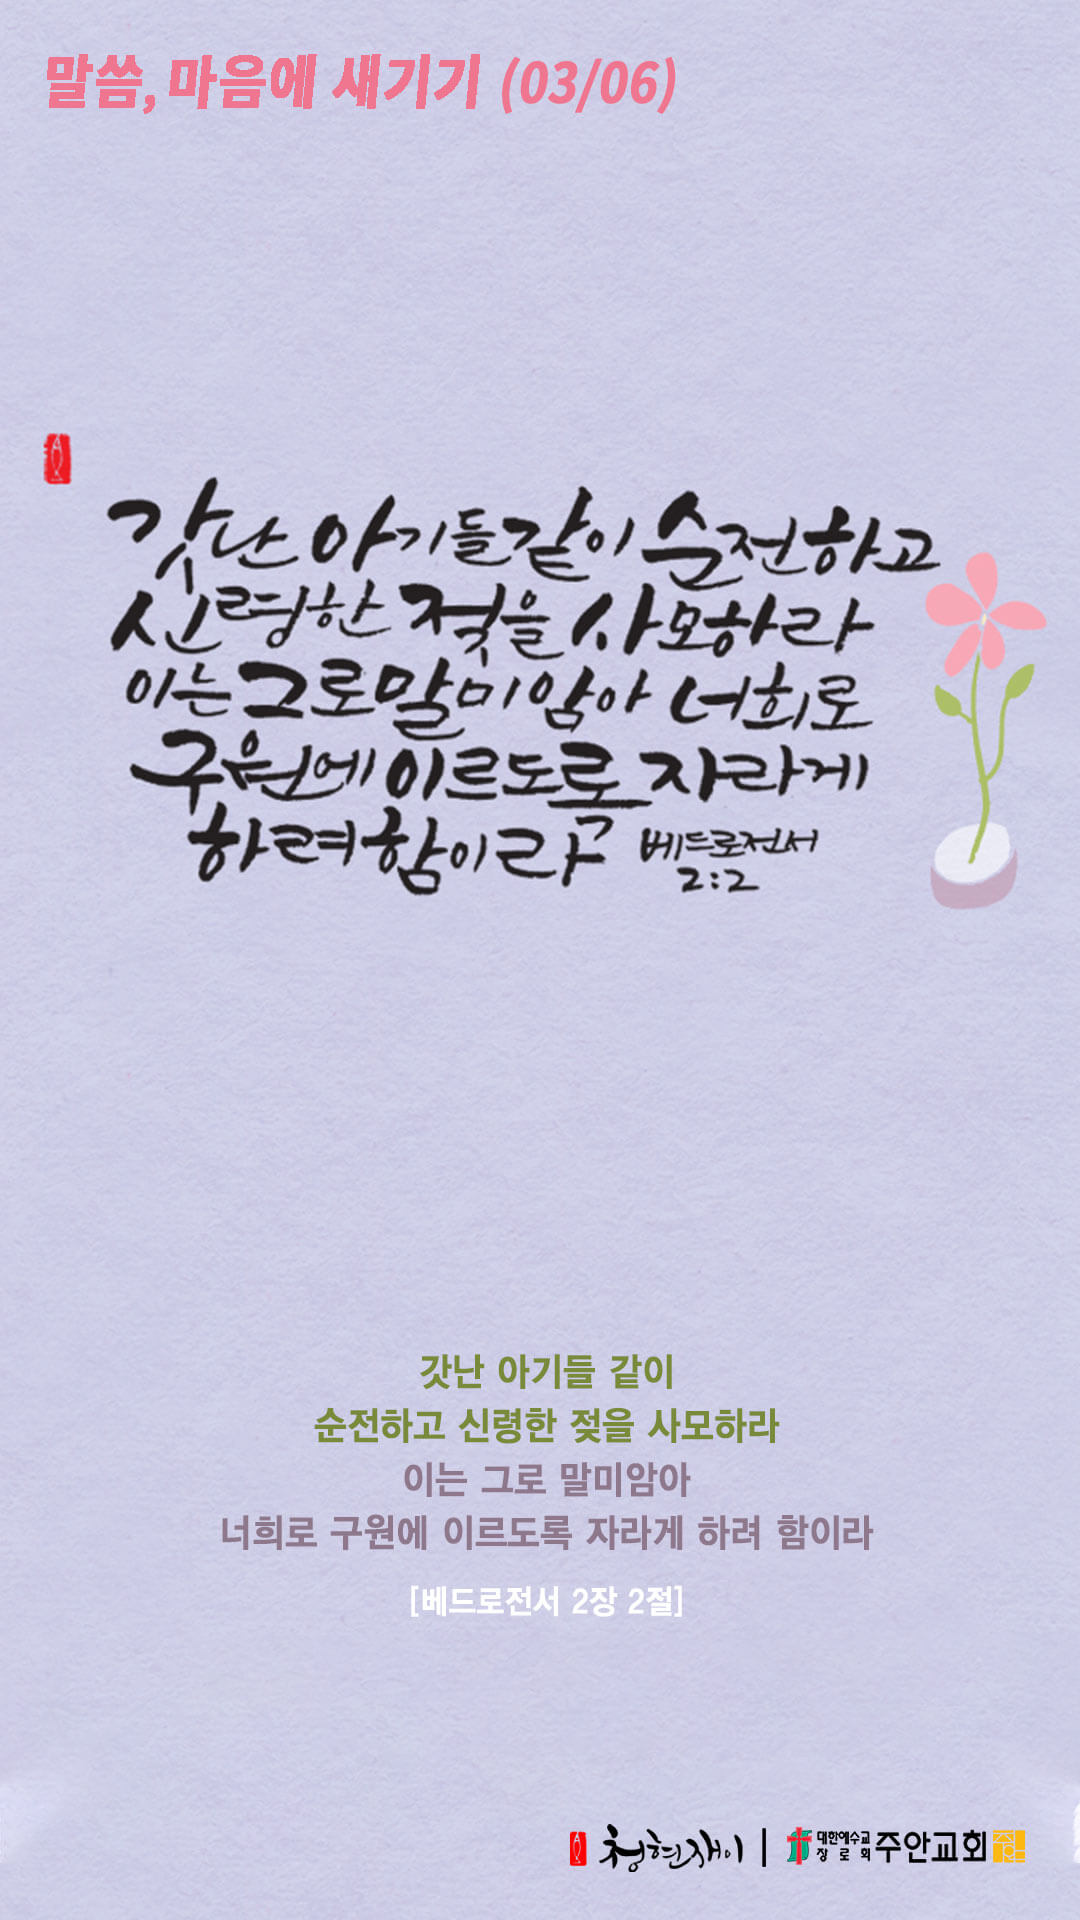 말씀, 마음에 새기기 (03/06)
갓난 아기들같이 순전하고
신령한 젖을 사모하라
이는 그로 말미암아 너희로
구원에 이르도록 자라게
하려함이라 베드로전서
2:2
갓난 아기들 같이
순전하고 신령한 젖을 사모하라
이는 그로 말미암아
너희로 구원에 이르도록 자라게 하려 함이라
[베드로전서 2장 2절]
청현재이 | 대한예수교 장로회 주안교회